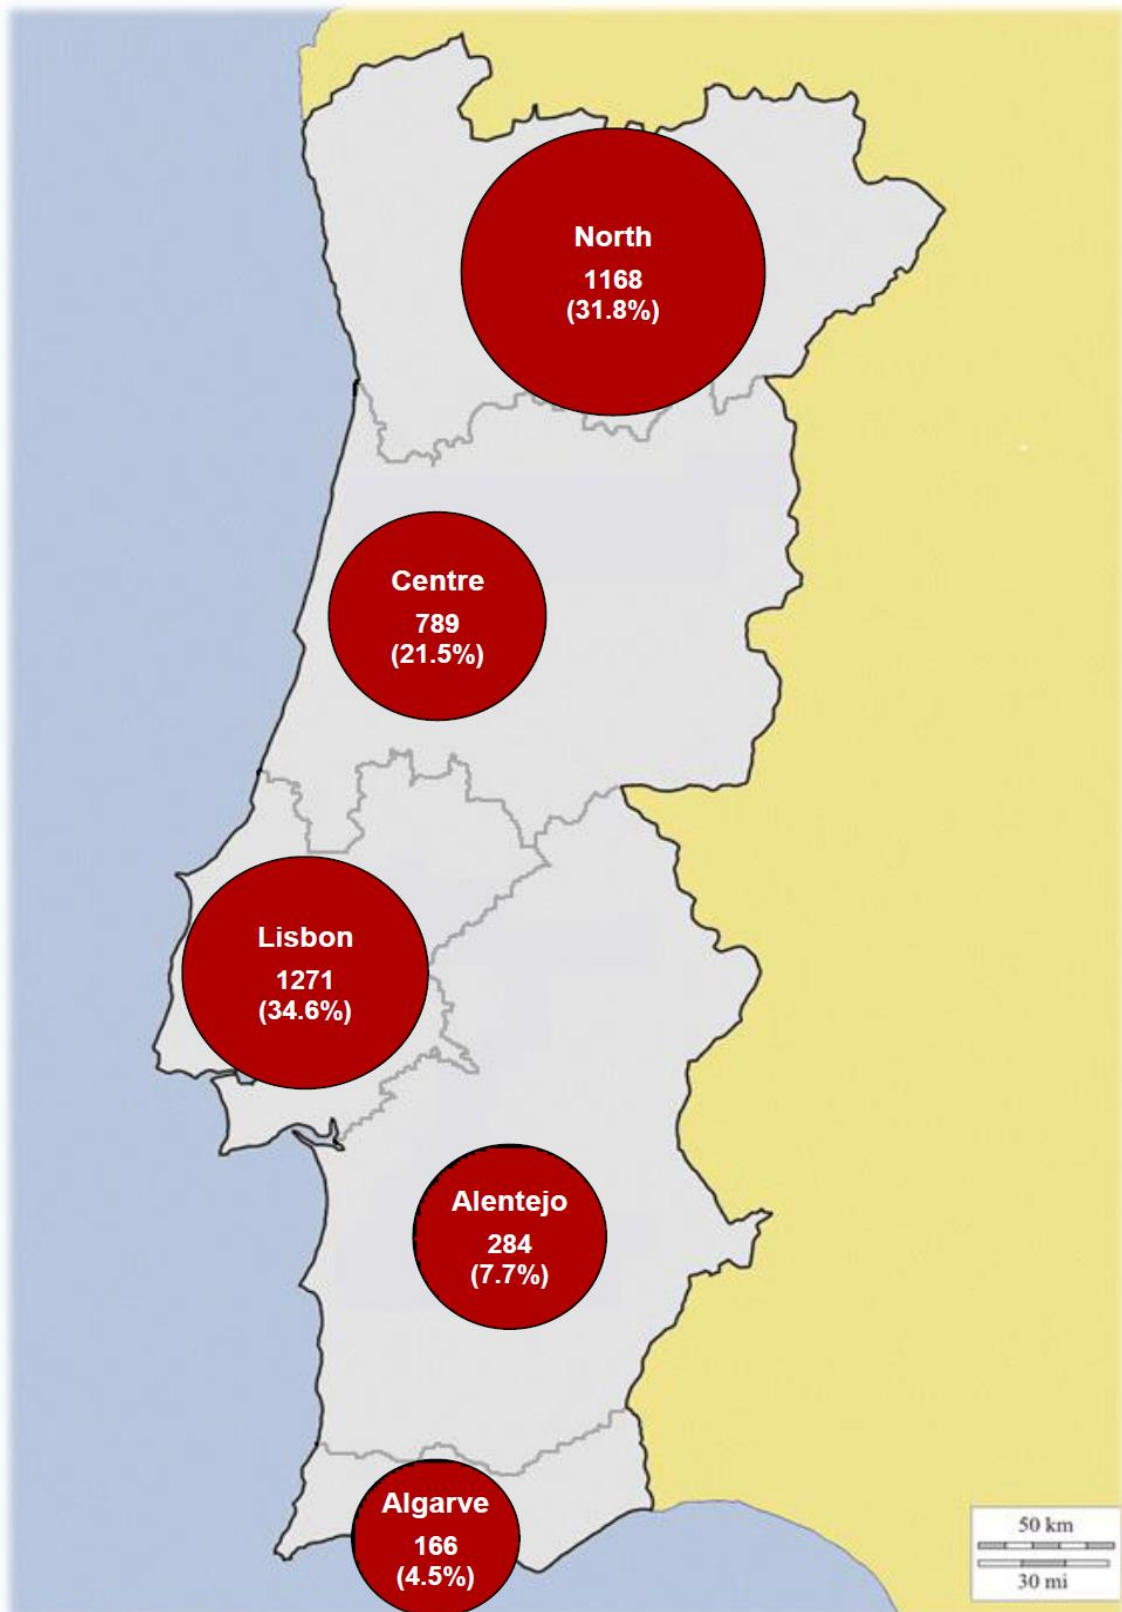 North
1168
(31.8%)
Centre
789
(21.5%)
Lisbon
1271
(34.6%)
Alentejo
284
(7.7%)
Algarve
166
(4.5%)
50 km
30 mi